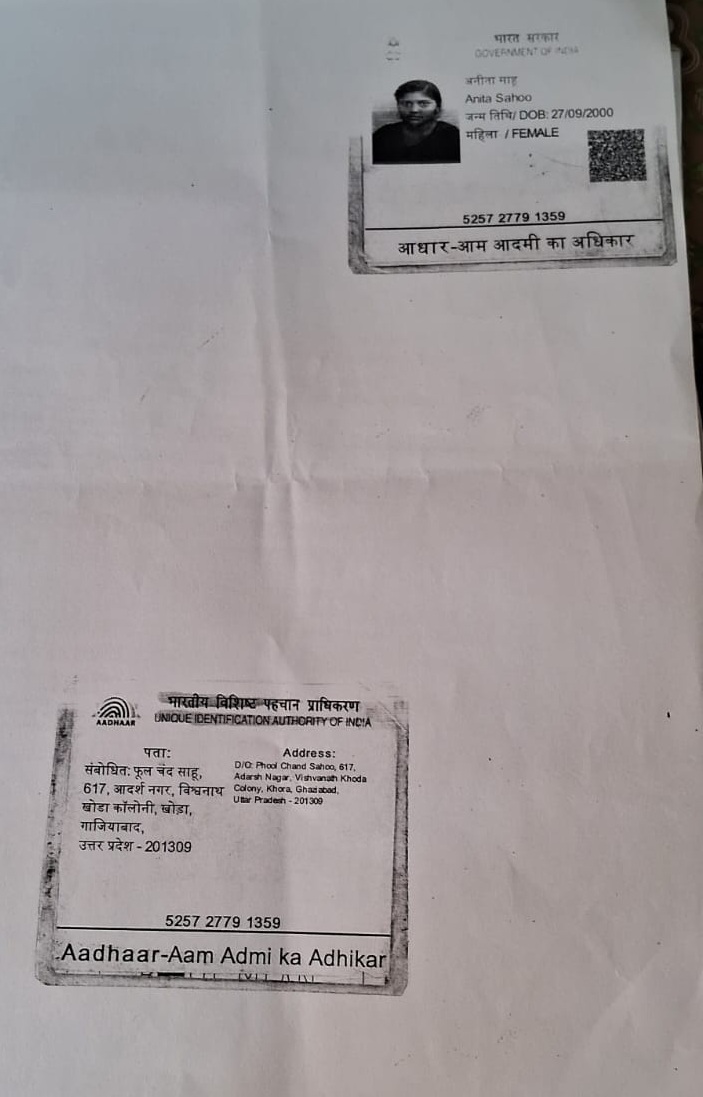 भारत सरकार
GOVERNMENT OF INDIA
अनीता साहू
Anita Sahoo
जन्म तिथि/ DOB: 27/09/2000
महिला / FEMALE
5257 2779 1359
आधार-आम आदमी का अधिकार
भारतीय विशिष्ट पहचान प्राधिकरण
AADHAAR
UNIQUE IDENTIFICATION AUTHORITY OF INDIA
पता:
संबोधित: फूल चंद साहू,
617, आदर्श नगर, विश्वनाथ
खोडा कॉलोनी, खोड़ा,
गाजियाबाद,
उत्तर प्रदेश - 201309
Address:
D/O: Phool Chand Sahoo, 617,
Adarsh Nagar, Vishvanath Khoda
Colony, Khora, Ghaziabad,
Uttar Pradesh - 201309
5257 2779 1359
Aadhaar-Aam Admi ka Adhikar